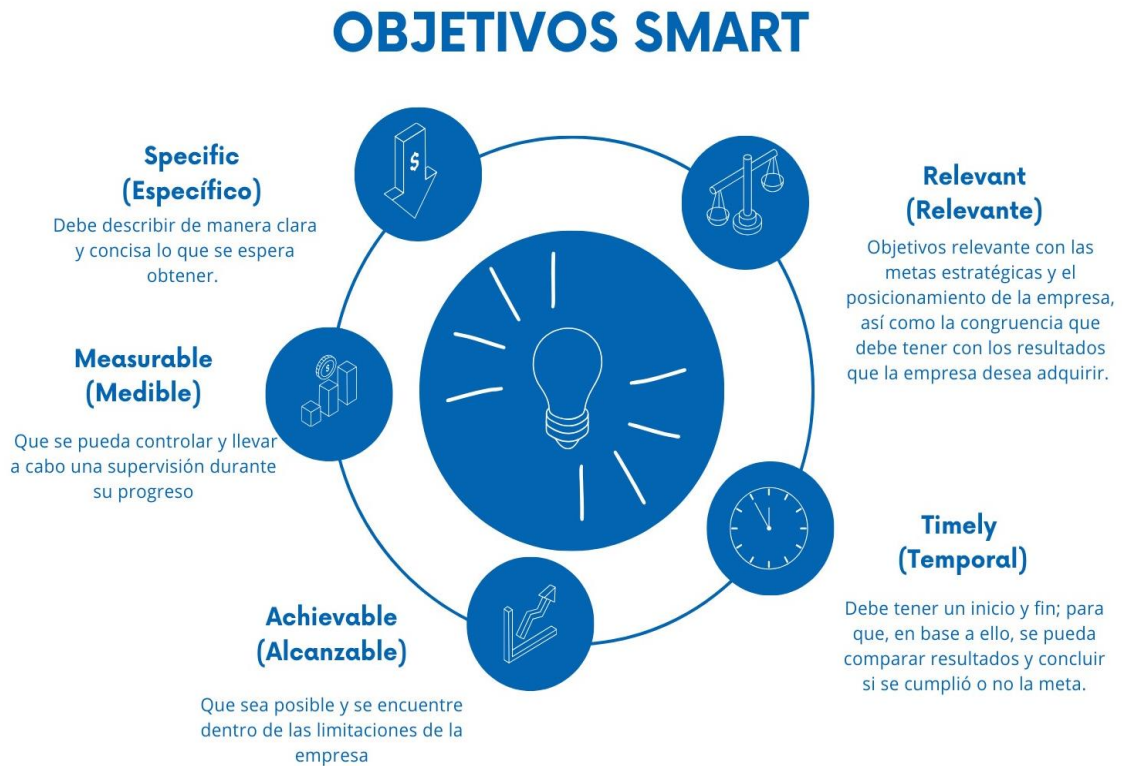 OBJETIVOS SMART
Specific
(Específico)
Debe describir de manera clara
y concisa lo que se espera
obtener.
Measurable
(Medible)
Que se pueda controlar y llevar
a cabo una supervisión durante
su progreso
Achievable
(Alcanzable)
Que sea posible y se encuentre
dentro de las limitaciones de la
empresa
Relevant
(Relevante)
Objetivos relevante con las
metas estratégicas y el
posicionamiento de la empresa,
así como la congruencia que
debe tener con los resultados
que la empresa desea adquirir.
Timely
(Temporal)
Debe tener un inicio y fin; para
que, en base a ello, se pueda
comparar resultados y concluir
si se cumplió o no la meta.
$
$